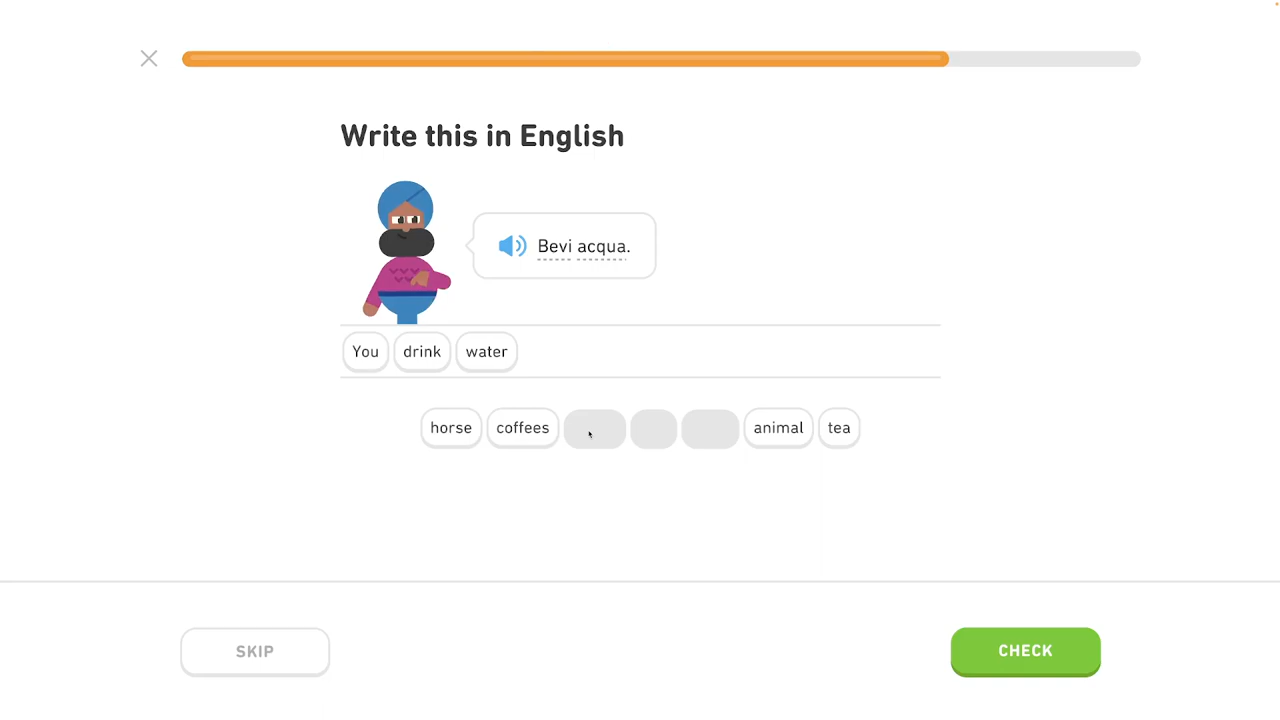 Write this in English
Bevi acqua.
You drink water
horse coffees animal tea
SKIP CHECK